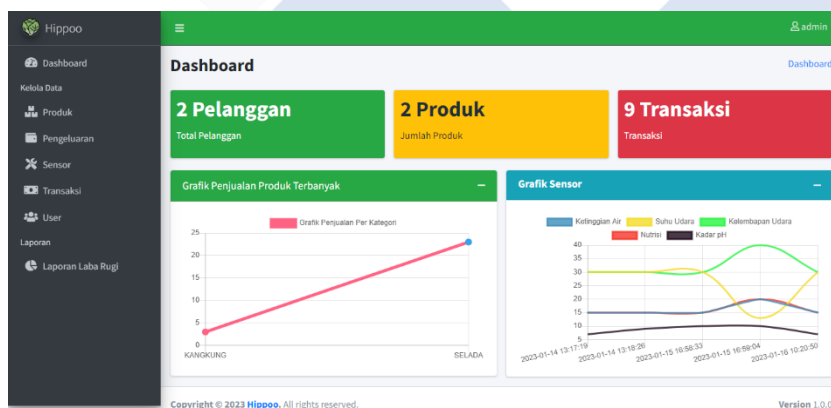 Hippoo
admin
Dashboard
Kelola Data
Produk
Pengeluaran
Sensor
Transaksi
User
Laporan
Laporan Laba Rugi
Dashboard
Dashboard
2 Pelanggan
Total Pelanggan
2 Produk
Jumlah Produk
9 Transaksi
Transaksi
Grafik Penjualan Produk Terbanyak
Grafik Penjualan Per Kategori
25
20
15
10
5
0
KANGKUNG SELADA
Grafik Sensor
Ketinggian Air Suhu Udara Kelembapan Udara
Nutrisi Kadar pH
40
35
30
25
20
15
10
5
2023-01-14 13:17:19 2023-01-14 13:18:26 2023-01-15 16:58:33 2023-01-15 16:59:04 2023-01-16 10:20:50
Copyright © 2023 Hippoo. All rights reserved.
Version 1.0.0